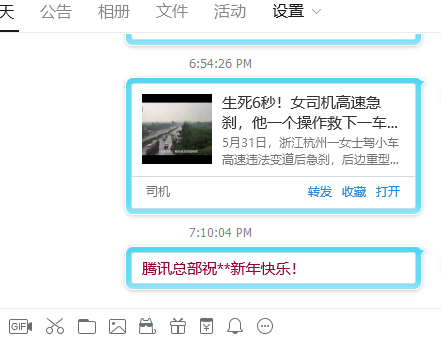 天 公告 相册 文件 活动 设置
6:54:26 PM
生死6秒！女司机高速急
刹，他一个操作救下一车...
5月31日，浙江杭州一女士驾小车
高速违法变道后急刹，后边重型...
司机 转发 收藏 打开
7:10:04 PM
腾讯总部祝**新年快乐！
GIF